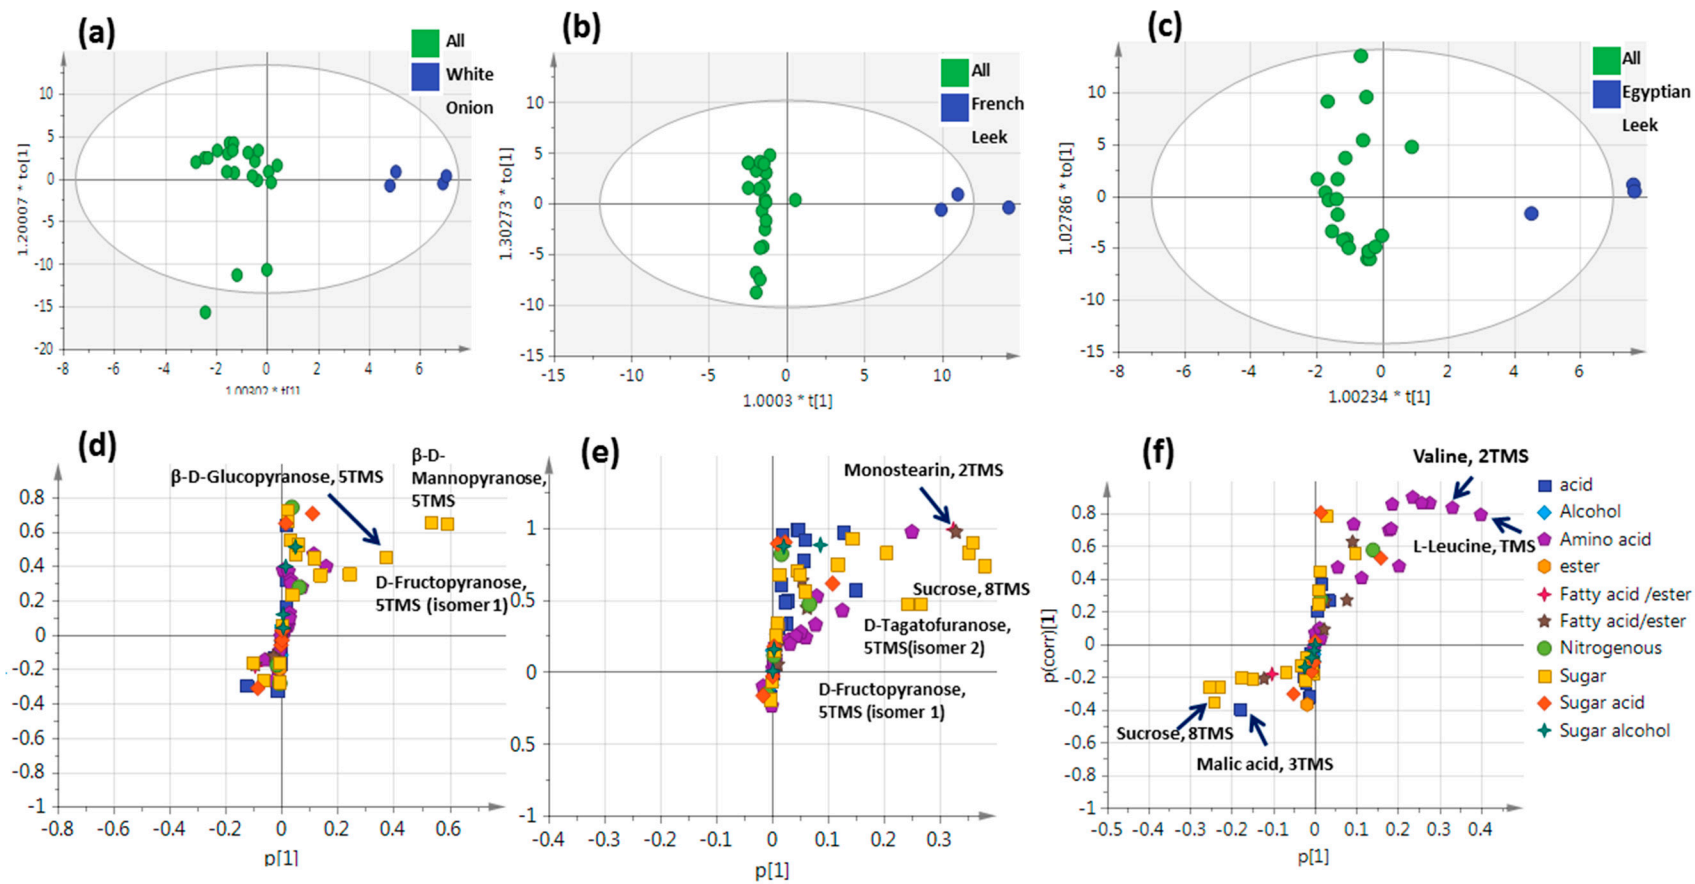 (a)
All
White
Onion
1.20007 * to[1]
10
5
0
-5
-10
-15
-20
-8
-6
-4
-2
0
2
4
6
8
1.00302 * t[1]
(b)
All
French
Leek
1.30273 * to[1]
10
5
0
-5
-10
-15
-15
-10
-5
0
5
10
1.0003 * t[1]
(c)
All
Egyptian
Leek
1.02786 * to[1]
10
5
0
-5
-10
-15
-8
-6
-4
-2
0
2
4
6
1.00234 * t[1]
(d)
β-D-Glucopyranose, 5TMS
β-D-
Mannopyranose,
5TMS
D-Fructopyranose,
5TMS (isomer 1)
0.8
0.6
0.4
0.2
0
-0.2
-0.4
-0.6
-0.8
-1
-0.8
-0.6
-0.4
-0.2
0
0.2
0.4
0.6
p[1]
(e)
Monostearin, 2TMS
Sucrose, 8TMS
D-Tagatofuranose,
5TMS(isomer 2)
D-Fructopyranose,
5TMS (isomer 1)
1
0.5
0
0.5
-1
-0.4
-0.3
-0.2
-0.1
0
0.1
0.2
0.3
p[1]
(f)
Valine, 2TMS
L-Leucine, TMS
Sucrose, 8TMS
Malic acid, 3TMS
p(corr)[1]
0.8
0.6
0.4
0.2
0
-0.2
-0.4
-0.6
-0.8
-1
-0.5
-0.4
-0.3
-0.2
-0.1
0
0.1
0.2
0.3
0.4
p[1]
acid
Alcohol
Amino acid
ester
Fatty acid /ester
Fatty acid/ester
Nitrogenous
Sugar
Sugar acid
Sugar alcohol